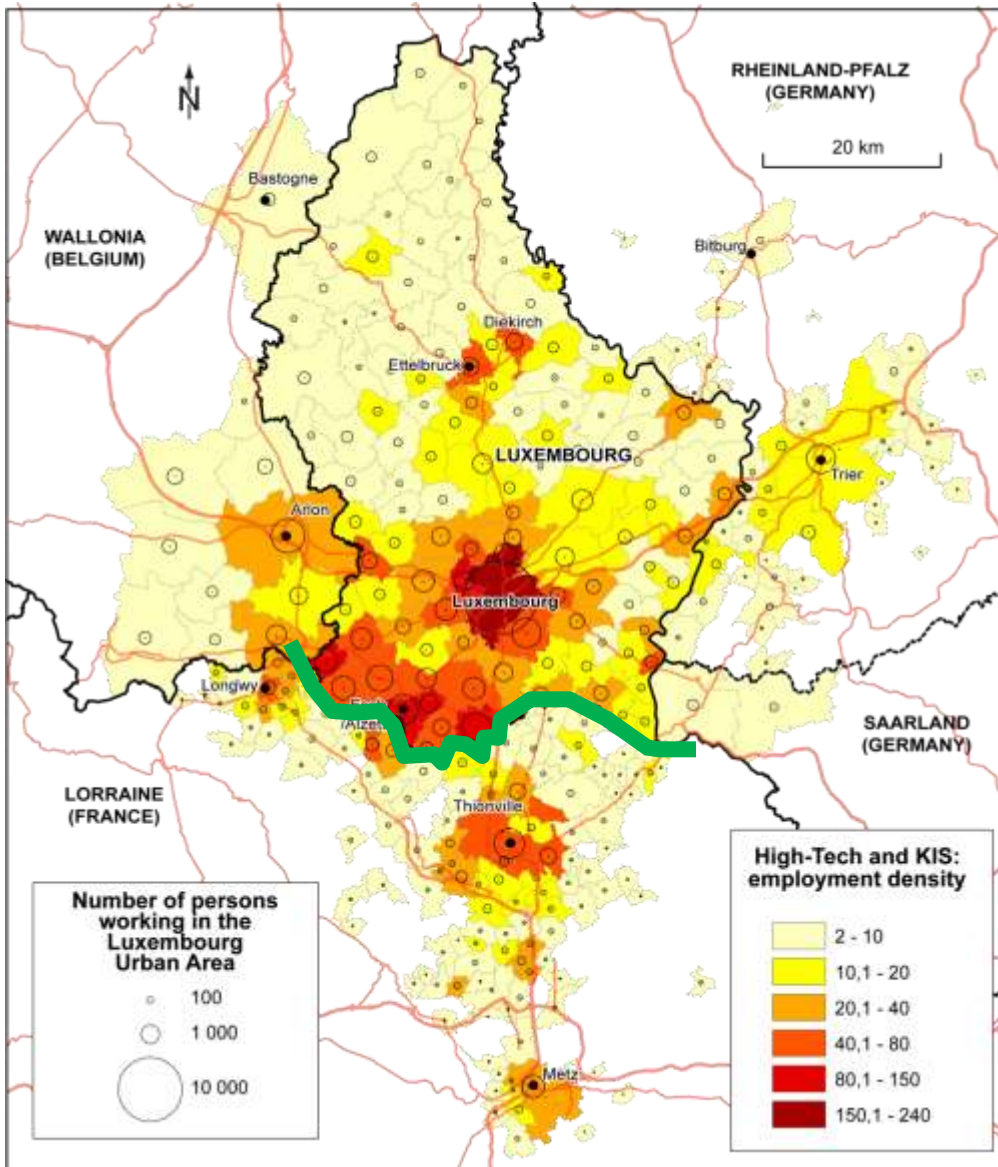 N
RHEINLAND-PFALZ
(GERMANY)
20 km
Bastogne
WALLONIA
(BELGIUM)
Bitburg
Diekirch
Ettelbruck
LUXEMBOURG
Trier
Arlon
Luxembourg
Longwy
/Alzet
SAARLAND
(GERMANY)
LORRAINE
(FRANCE)
Thionville
Metz
Number of persons
working in the
Luxembourg
Urban Area
100
1 000
10 000
High-Tech and KIS:
employment density
2 - 10
10,1 - 20
20,1 - 40
40,1 - 80
80,1 - 150
150,1 - 240